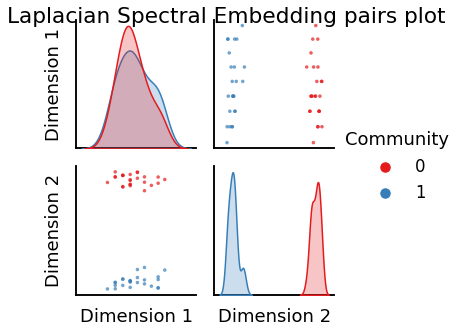 Laplacian Spectral Embedding pairs plot
Dimension 1
Community
0
1
Dimension 2
Dimension 1
Dimension 2